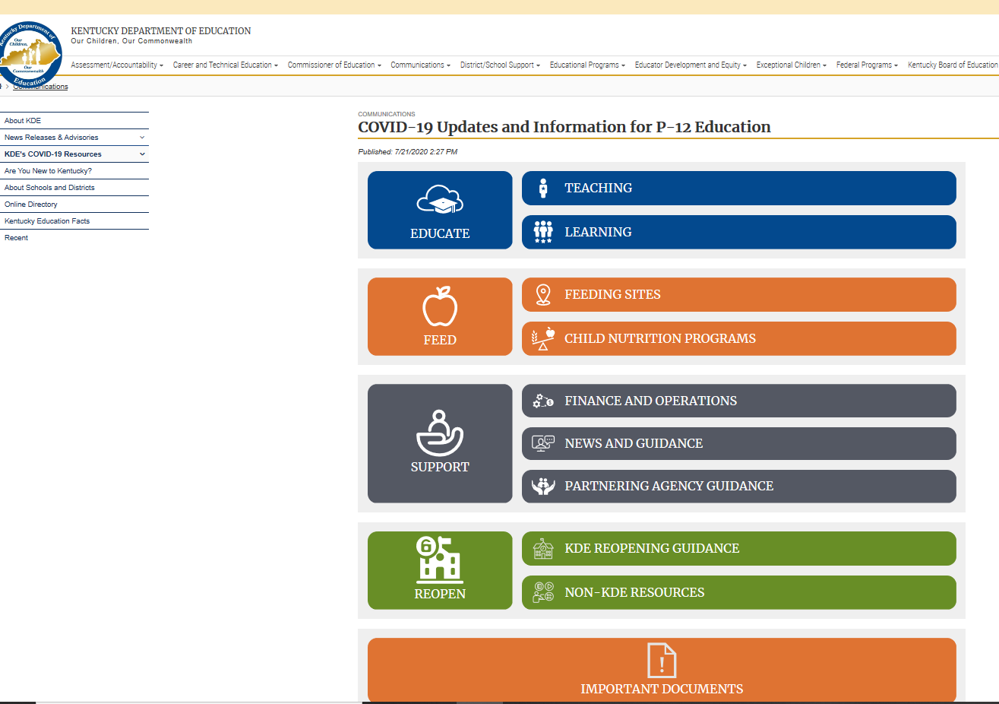 Kentucky Department of
Our
Children,
Our
Commonwealth
Education
KENTUCKY DEPARTMENT OF EDUCATION
Our Children, Our Commonwealth
Assessment/Accountability Career and Technical Education Commissioner of Education Communications District/School Support Educational Programs Educator Development and Equity Exceptional Children Federal Programs Kentucky Board of Education
> Communications
About KDE
News Releases & Advisories
KDE's COVID-19 Resources
Are You New to Kentucky?
About Schools and Districts
Online Directory
Kentucky Education Facts
Recent
COMMUNICATIONS
COVID-19 Updates and Information for P-12 Education
Published: 7/21/2020 2:27 PM
EDUCATE
TEACHING
LEARNING
FEED
FEEDING SITES
CHILD NUTRITION PROGRAMS
SUPPORT
FINANCE AND OPERATIONS
NEWS AND GUIDANCE
PARTNERING AGENCY GUIDANCE
6
REOPEN
KDE REOPENING GUIDANCE
NON-KDE RESOURCES
!
IMPORTANT DOCUMENTS